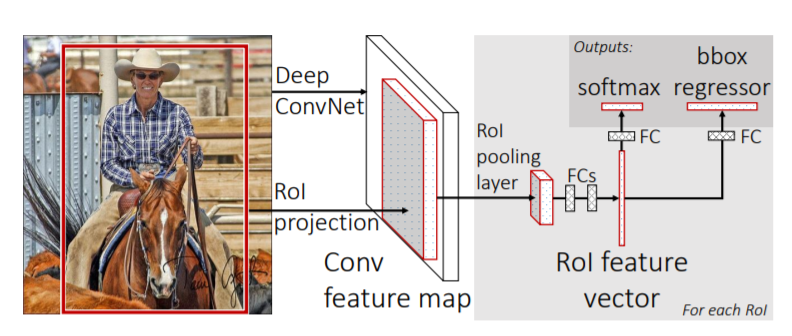 Outputs:
bbox
softmax regressor
Deep
ConvNet
FC
FC
RoI
pooling
layer
FCs
RoI
projection
Conv
feature map
RoI feature
vector
For each RoI